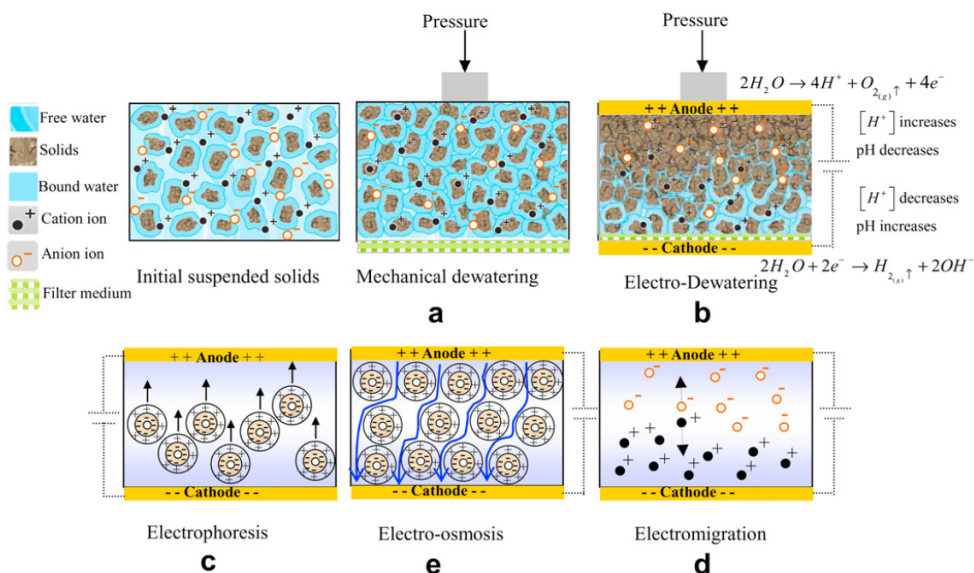 Pressure
Pressure
2H₂O → 4H⁺ + O₂₍g₎↑ + 4e⁻
++ Anode ++
Free water
Solids
Bound water
+
Cation ion
−
Anion ion
Filter medium
[H⁺] increases
pH decreases
[H⁺] decreases
pH increases
-- Cathode --
2H₂O + 2e⁻ → H₂₍g₎↑ + 2OH⁻
Initial suspended solids
Mechanical dewatering
Electro-Dewatering
a
b
++ Anode ++
++ Anode ++
++ Anode ++
-- Cathode --
-- Cathode --
-- Cathode --
Electrophoresis
Electro-osmosis
Electromigration
c
e
d